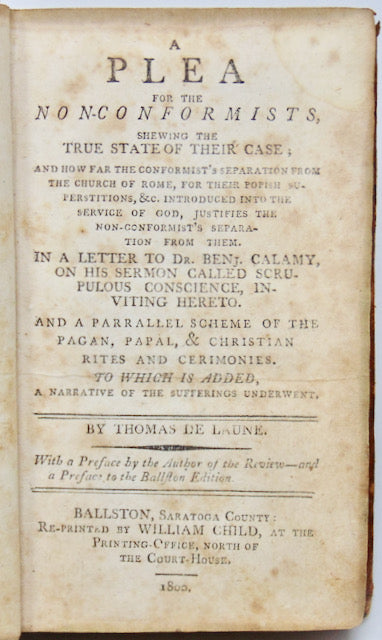 A
PLEA
FOR THE
NON-CONFORMISTS,
SHEWING THE
TRUE STATE OF THEIR CASE;
AND HOW FAR THE CONFORMIST'S SEPARATION FROM
THE CHURCH OF ROME, FOR THEIR POPISH SU-
PERSTITIONS, &C. INTRODUCED INTO THE
SERVICE OF GOD, JUSTIFIES THE
NON-CONFORMIST'S SEPARA-
TION FROM THEM.
IN A LETTER TO DR. BENJ. CALAMY,
ON HIS SERMON CALLED SCRU-
PULOUS CONSCIENCE, IN-
VITING HERETO.
AND A PARRALLEL SCHEME OF THE
PAGAN, PAPAL, & CHRISTIAN
RITES AND CERIMONIES.
TO WHICH IS ADDED,
A NARRATIVE OF THE SUFFERINGS UNDERWENT.
BY THOMAS DE LAUNE.
With a Preface by the Author of the Review—and
a Preface to the Ballſton Edition.
BALLSTON, SARATOGA COUNTY:
RE-PRINTED BY WILLIAM CHILD, AT THE
PRINTING-OFFICE, NORTH OF
THE COURT-HOUSE.
1800.